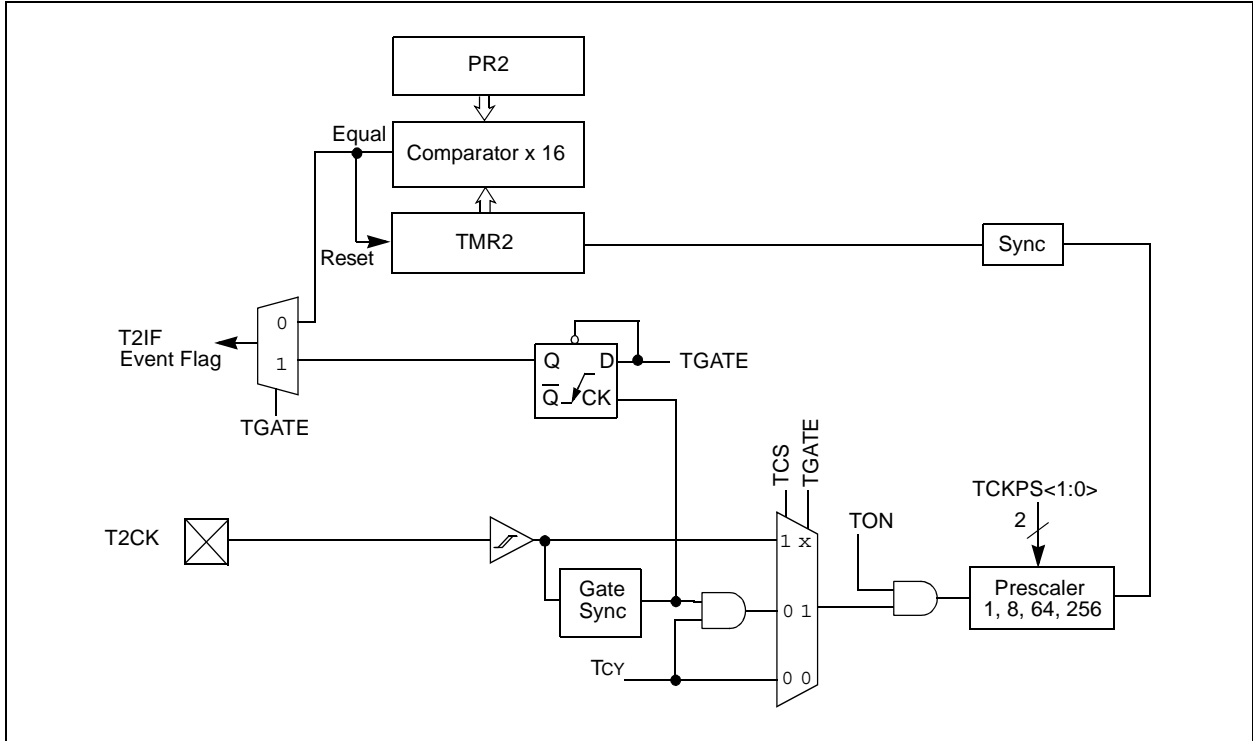 PR2
Equal
Comparator x 16
Reset
TMR2
Sync
T2IF
Event Flag
0
1
TGATE
Q
D
TGATE
Q
CK
TCS
TGATE
TCKPS<1:0>
2
TON
T2CK
1 x
Gate
Sync
0 1
Prescaler
1, 8, 64, 256
TCY
0 0